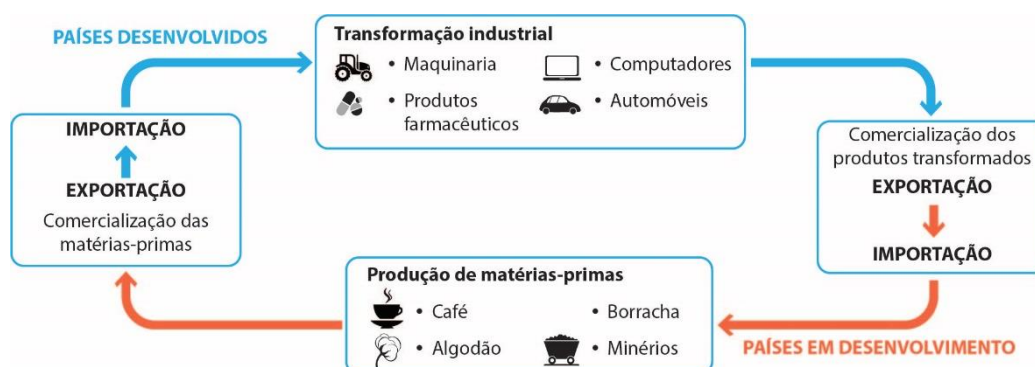 PAÍSES DESENVOLVIDOS
Transformação industrial
• Maquinaria
• Computadores
• Produtos
farmacêuticos
• Automóveis
IMPORTAÇÃO
EXPORTAÇÃO
Comercialização das
matérias-primas
Comercialização dos
produtos transformados
EXPORTAÇÃO
IMPORTAÇÃO
Produção de matérias-primas
• Café
• Borracha
• Algodão
• Minérios
PAÍSES EM DESENVOLVIMENTO